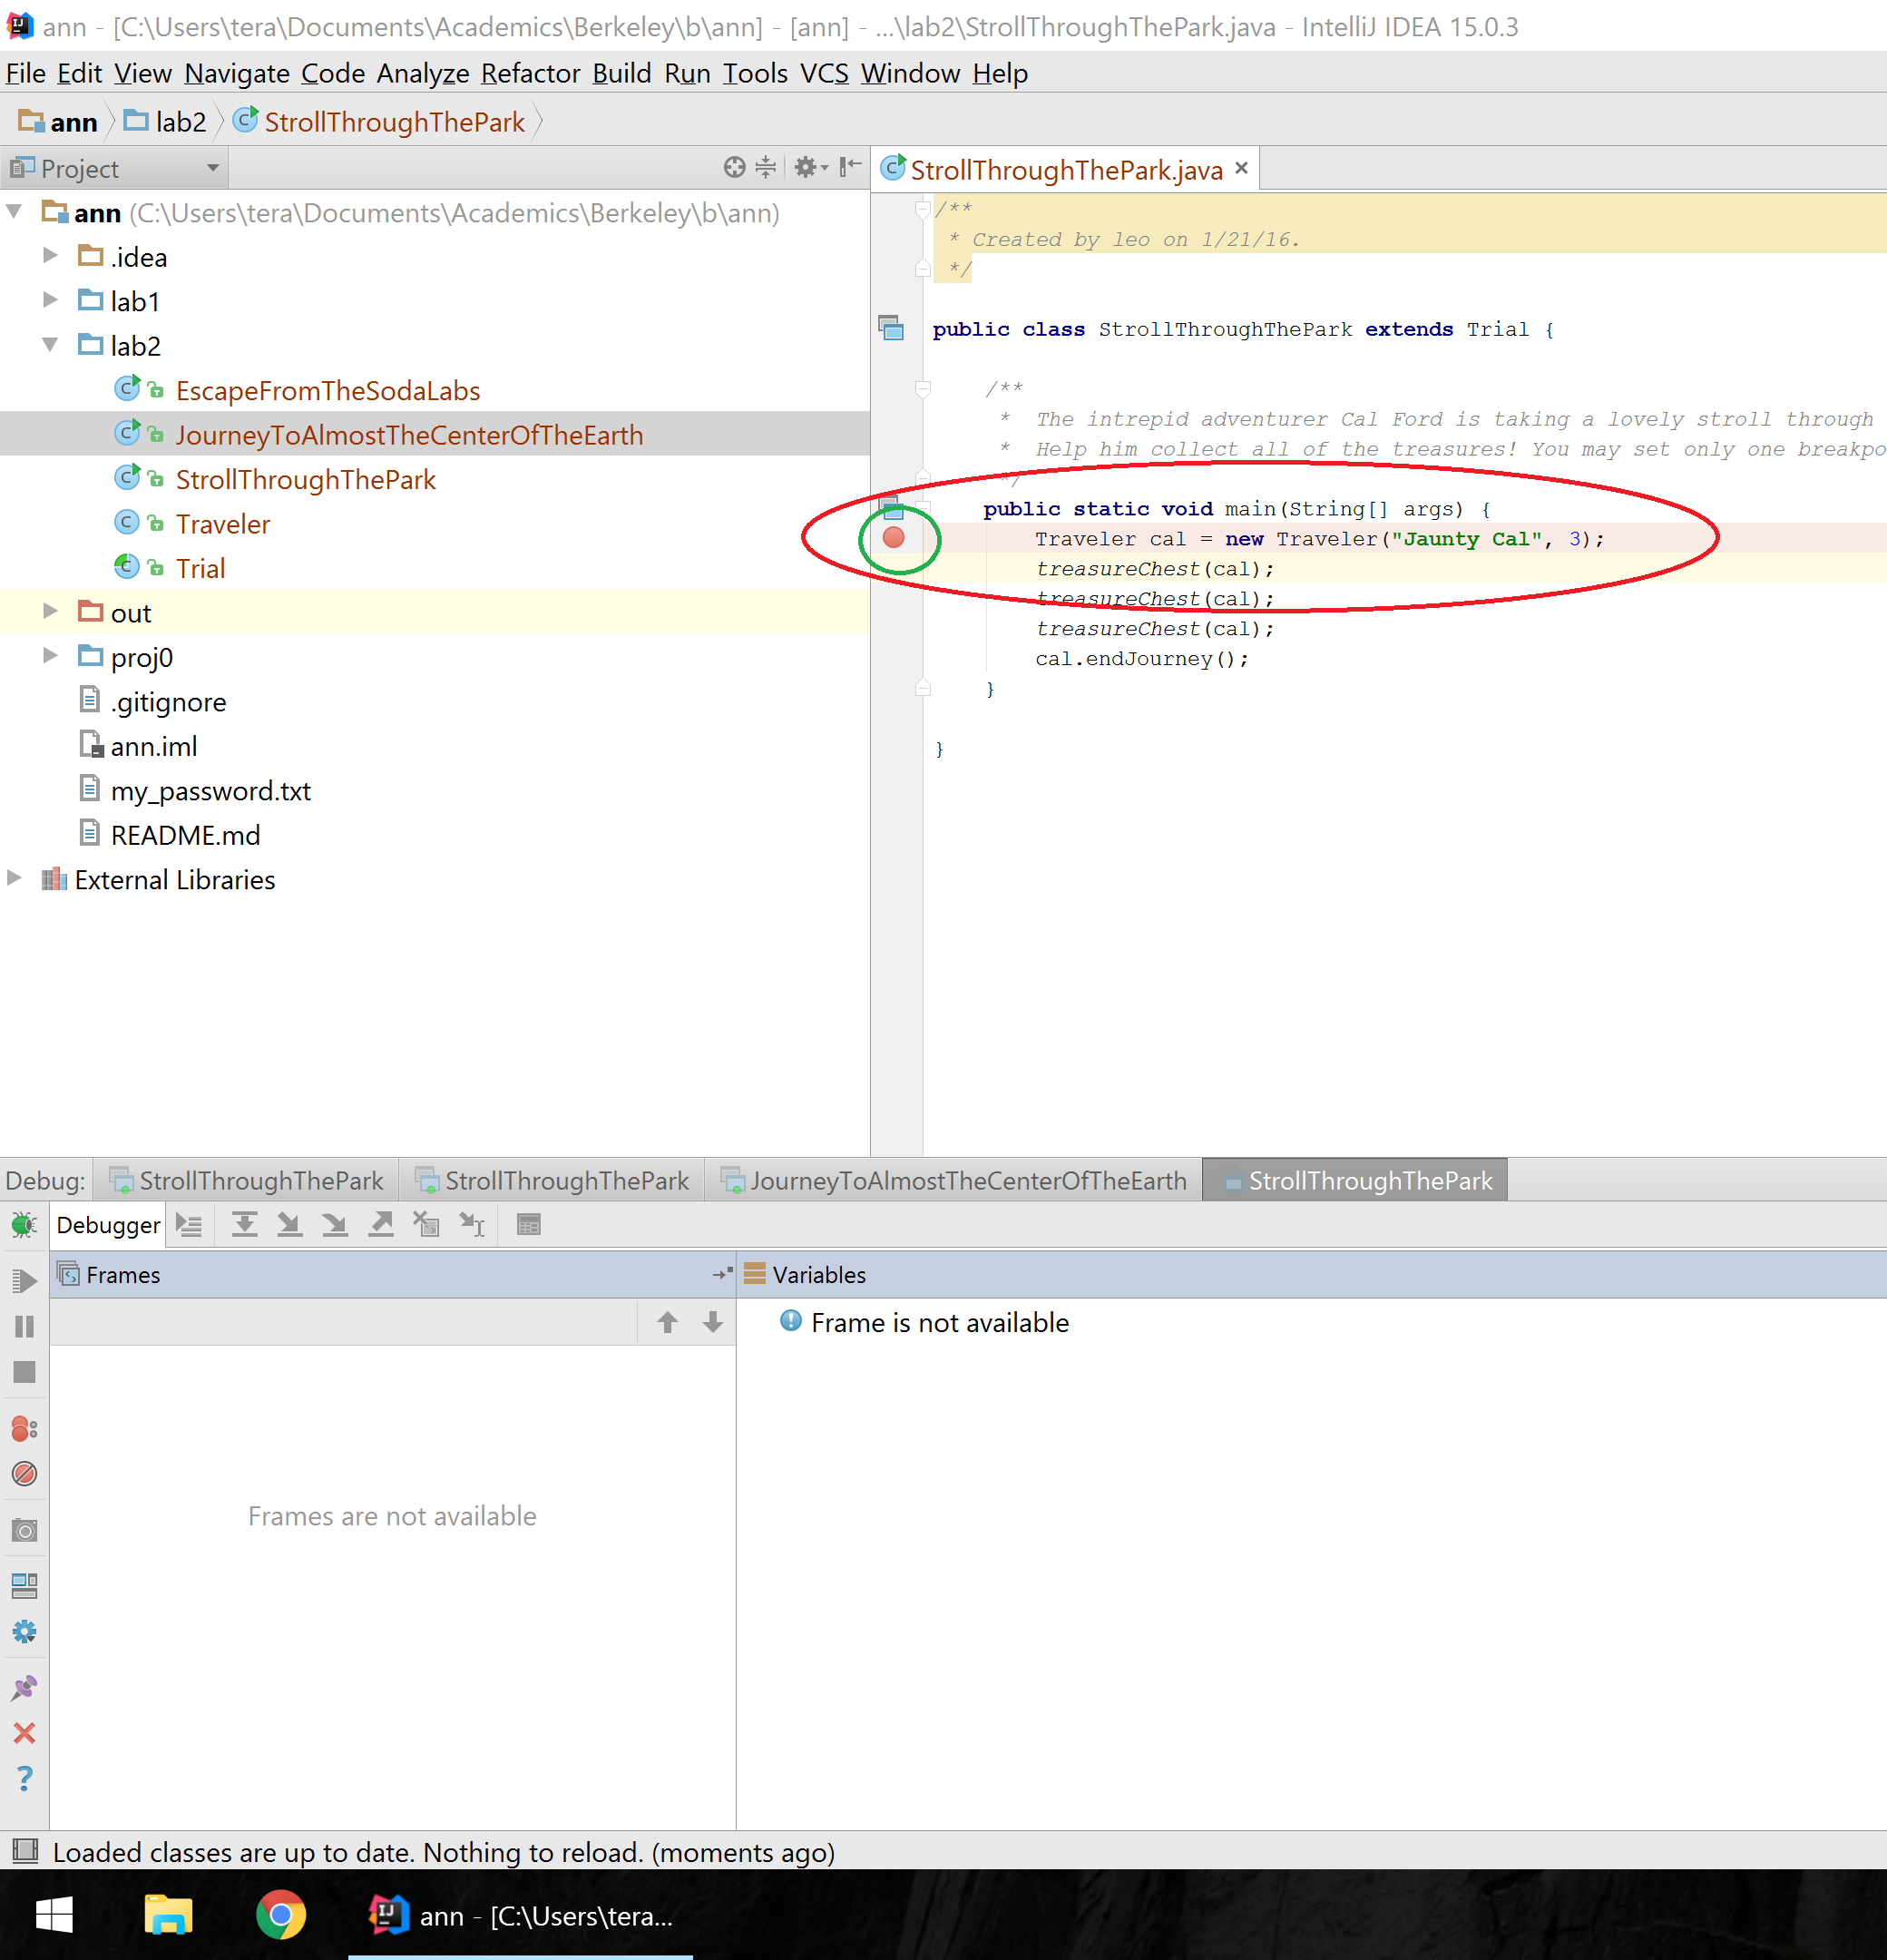 ann - [C:\Users\tera\Documents\Academics\Berkeley\b\ann] - [ann] - ...\lab2\StrollThroughThePark.java - IntelliJ IDEA 15.0.3
File Edit View Navigate Code Analyze Refactor Build Run Tools VCS Window Help
ann lab2 StrollThroughThePark
Project
StrollThroughThePark.java
ann (C:\Users\tera\Documents\Academics\Berkeley\b\ann)
.idea
lab1
lab2
EscapeFromTheSodaLabs
JourneyToAlmostTheCenterOfTheEarth
StrollThroughThePark
Traveler
Trial
out
proj0
.gitignore
ann.iml
my_password.txt
README.md
External Libraries
/**
* Created by leo on 1/21/16.
*/
public class StrollThroughThePark extends Trial {
/**
* The intrepid adventurer Cal Ford is taking a lovely stroll through
* Help him collect all of the treasures! You may set only one breakpo
*/
public static void main(String[] args) {
Traveler cal = new Traveler("Jaunty Cal", 3);
treasureChest(cal);
treasureChest(cal);
treasureChest(cal);
cal.endJourney();
}
}
Debug: StrollThroughThePark StrollThroughThePark JourneyToAlmostTheCenterOfTheEarth StrollThroughThePark
Debugger
Frames
Variables
Frame is not available
Frames are not available
Loaded classes are up to date. Nothing to reload. (moments ago)
ann - [C:\Users\tera...